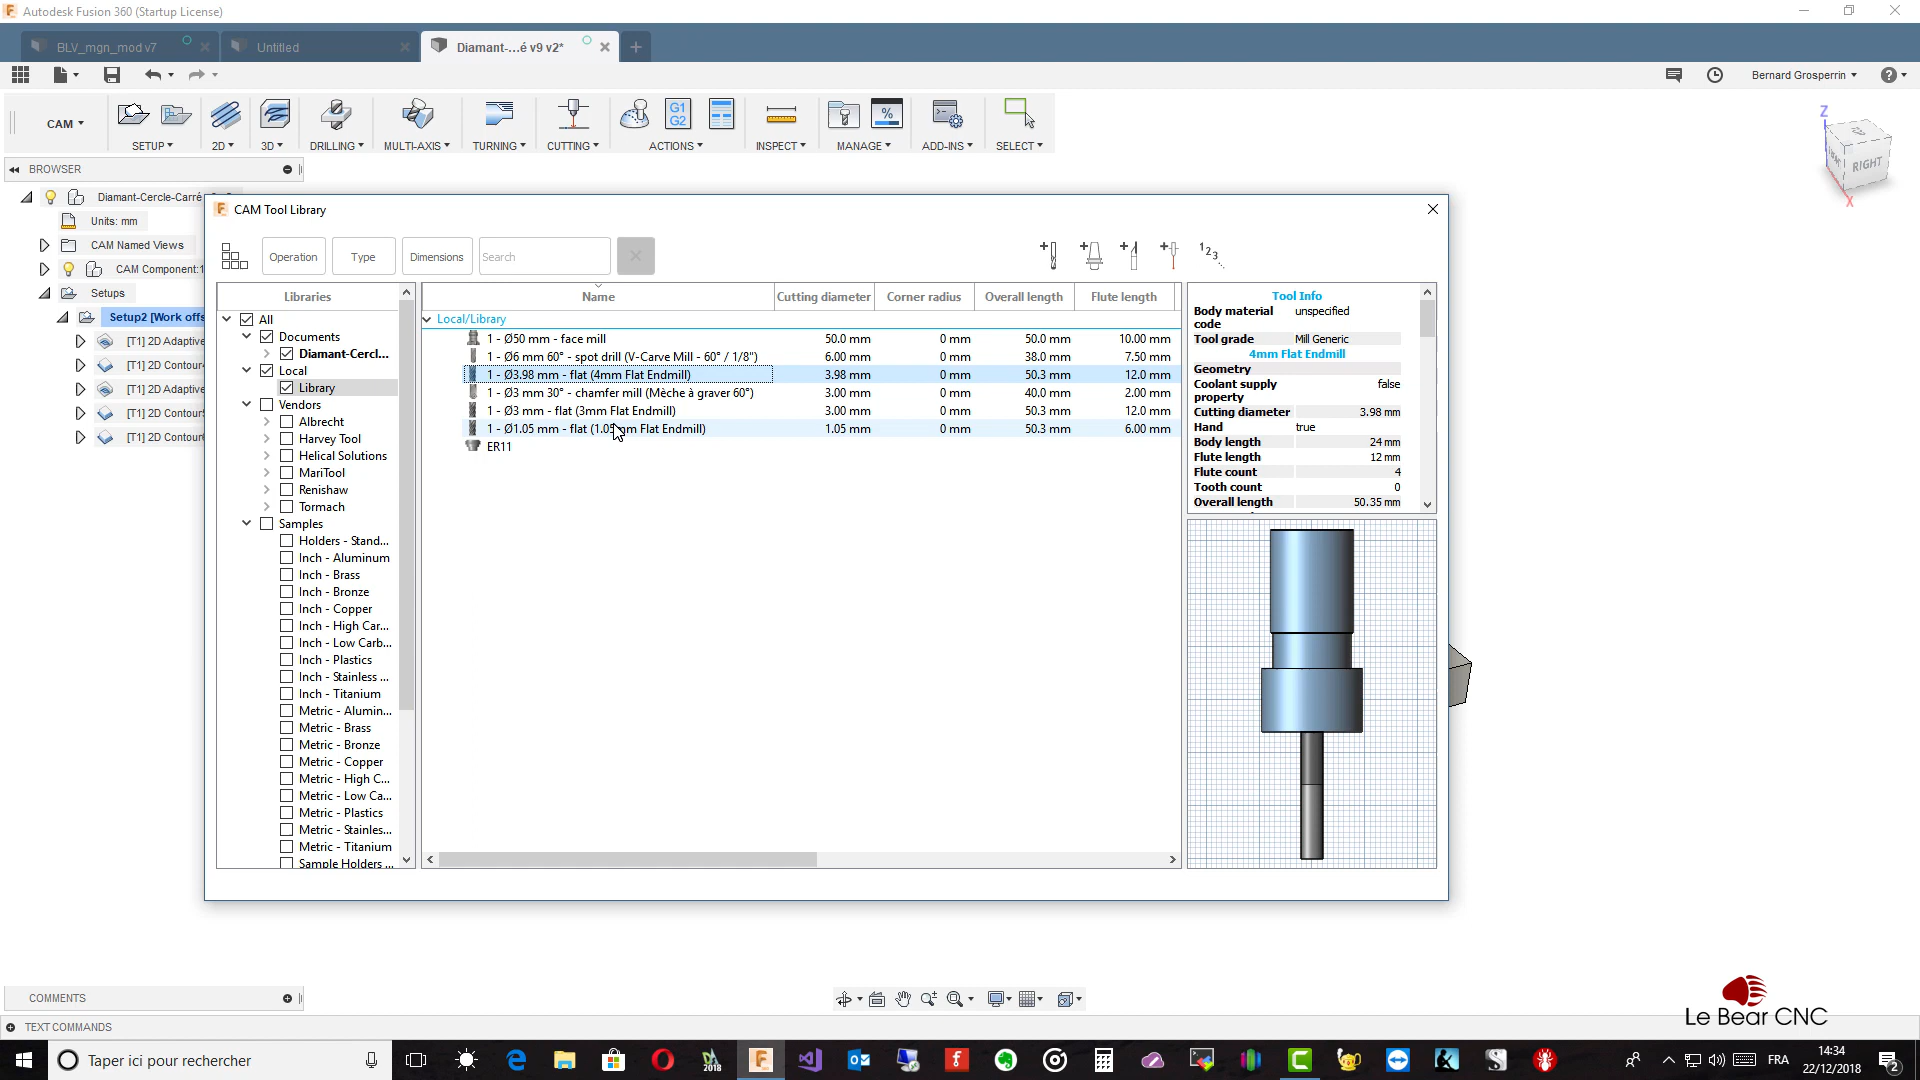 Autodesk Fusion 360 (Startup License)
BLV_mgn_mod v7
Untitled
Diamant-...é v9 v2*
Bernard Grosperrin
CAM
SETUP
2D
3D
DRILLING
MULTI-AXIS
TURNING
CUTTING
G1
G2
ACTIONS
INSPECT
%
MANAGE
ADD-INS
SELECT
Z
RIGHT
X
BROWSER
Diamant-Cercle-Carré
Units: mm
CAM Named Views
CAM Component:1
Setups
Setup2 [Work offs
[T1] 2D Adaptive
[T1] 2D Contour4
[T1] 2D Adaptive
[T1] 2D Contour5
[T1] 2D Contour6
CAM Tool Library
Operation
Type
Dimensions
Search
1 2 3
Libraries
All
Documents
Diamant-Cercl...
Local
Library
Vendors
Albrecht
Harvey Tool
Helical Solutions
MariTool
Renishaw
Tormach
Samples
Holders - Stand...
Inch - Aluminum
Inch - Brass
Inch - Bronze
Inch - Copper
Inch - High Car...
Inch - Low Carb...
Inch - Plastics
Inch - Stainless ...
Inch - Titanium
Metric - Alumin...
Metric - Brass
Metric - Bronze
Metric - Copper
Metric - High C...
Metric - Low Ca...
Metric - Plastics
Metric - Stainles...
Metric - Titanium
Sample Holders ...
Name Cutting diameter Corner radius Overall length Flute length
Local/Library
1 - Ø50 mm - face mill 50.0 mm 0 mm 50.0 mm 10.00 mm
1 - Ø6 mm 60° - spot drill (V-Carve Mill - 60° / 1/8") 6.00 mm 0 mm 38.0 mm 7.50 mm
1 - Ø3.98 mm - flat (4mm Flat Endmill) 3.98 mm 0 mm 50.3 mm 12.0 mm
1 - Ø3 mm 30° - chamfer mill (Mèche à graver 60°) 3.00 mm 0 mm 40.0 mm 2.00 mm
1 - Ø3 mm - flat (3mm Flat Endmill) 3.00 mm 0 mm 50.3 mm 12.0 mm
1 - Ø1.05 mm - flat (1.05mm Flat Endmill) 1.05 mm 0 mm 50.3 mm 6.00 mm
ER11
Tool Info
Body material code unspecified
Tool grade Mill Generic
4mm Flat Endmill
Geometry
Coolant supply property false
Cutting diameter 3.98 mm
Hand true
Body length 24 mm
Flute length 12 mm
Flute count 4
Tooth count 0
Overall length 50.35 mm
COMMENTS
TEXT COMMANDS
Le Bear CNC
Taper ici pour rechercher
2018
FRA
14:34
22/12/2018
2